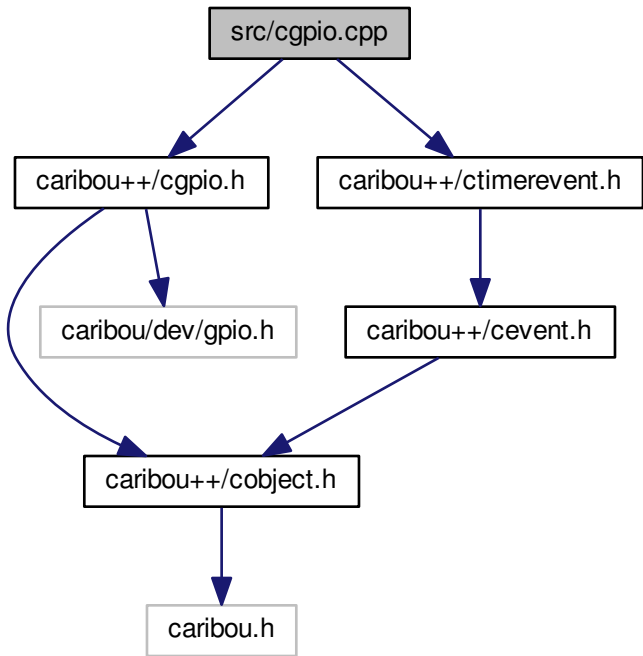 src/cgpio.cpp
caribou++/cgpio.h
caribou++/ctimerevent.h
caribou/dev/gpio.h
caribou++/cevent.h
caribou++/cobject.h
caribou.h